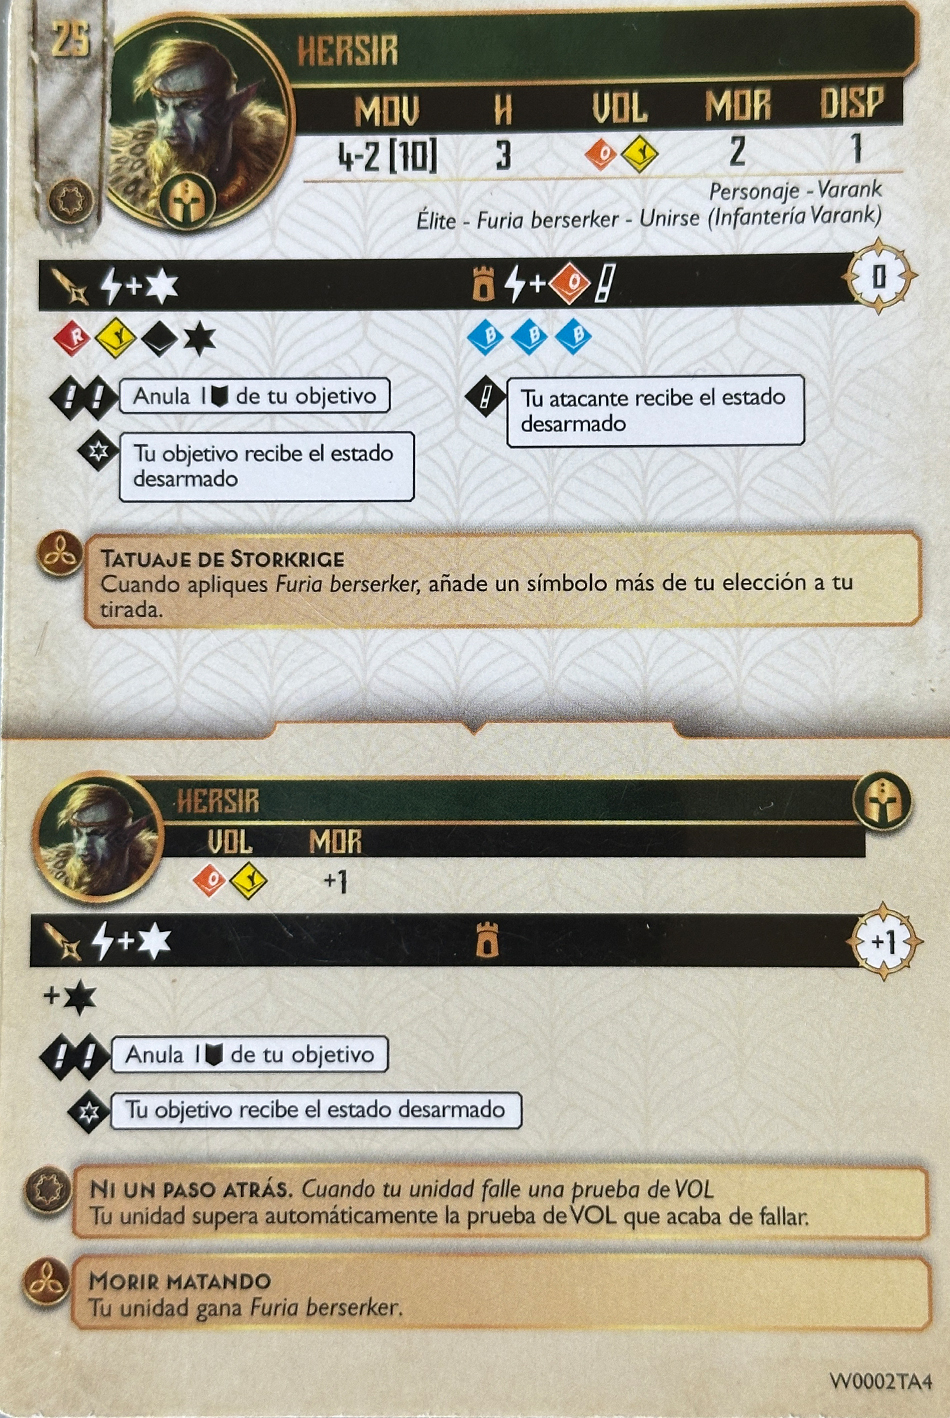 25
HERSIR
MOV H VOL MOR DISP
4-2 [10] 3 O Y 2 1
Personaje - Varank
Élite - Furia berserker - Unirse (Infantería Varank)
+ + O ! 0
R Y B B B
!! Anula 1 de tu objetivo
! Tu atacante recibe el estado
desarmado
Tu objetivo recibe el estado
desarmado
TATUAJE DE STORKRIGE
Cuando apliques Furia berserker, añade un símbolo más de tu elección a tu
tirada.
HERSIR
VOL MOR
O Y +1
+ +1
+
!! Anula 1 de tu objetivo
Tu objetivo recibe el estado desarmado
NI UN PASO ATRÁS. Cuando tu unidad falle una prueba de VOL
Tu unidad supera automáticamente la prueba de VOL que acaba de fallar.
MORIR MATANDO
Tu unidad gana Furia berserker.
W0002TA4